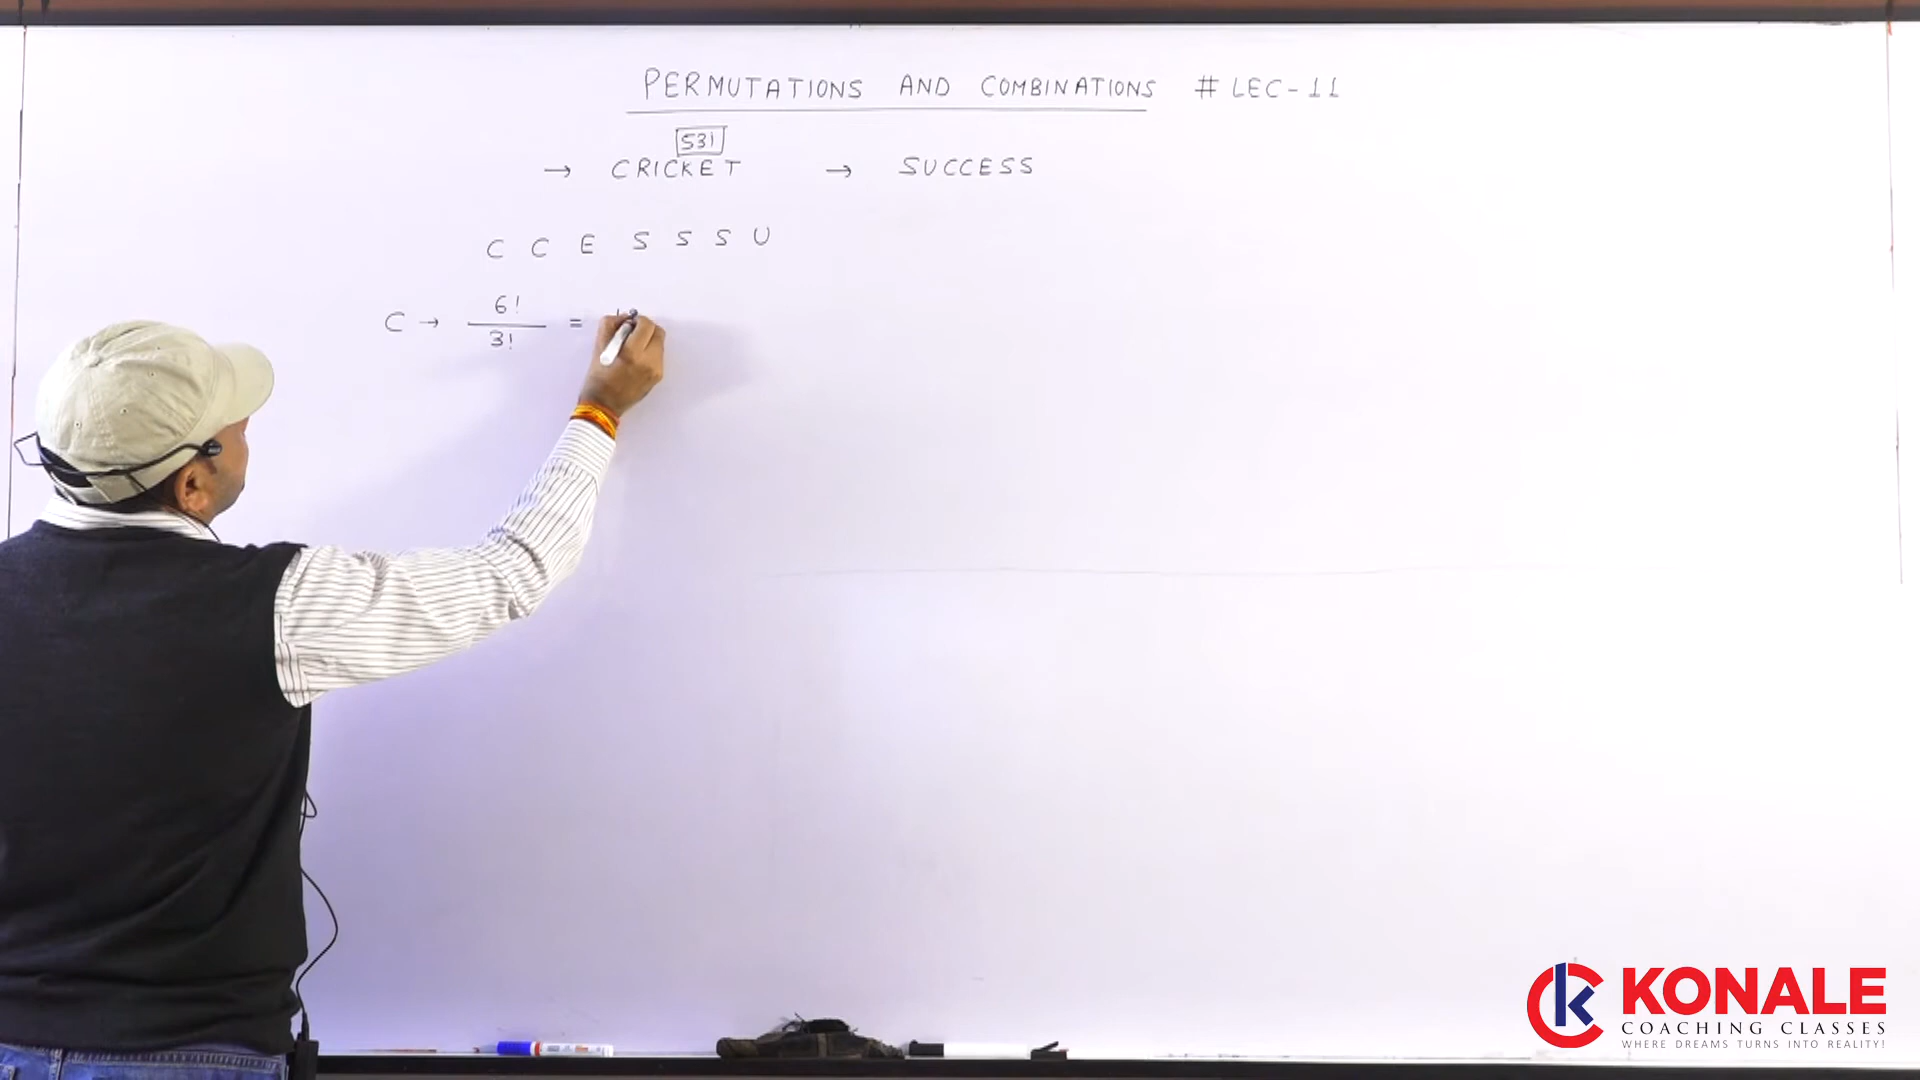 PERMUTATIONS AND COMBINATIONS # LEC-11
531
→ CRICKET → SUCCESS
C C E S S S U
C → 6! / 3! =
KONALE
COACHING CLASSES
WHERE DREAMS TURNS INTO REALITY!